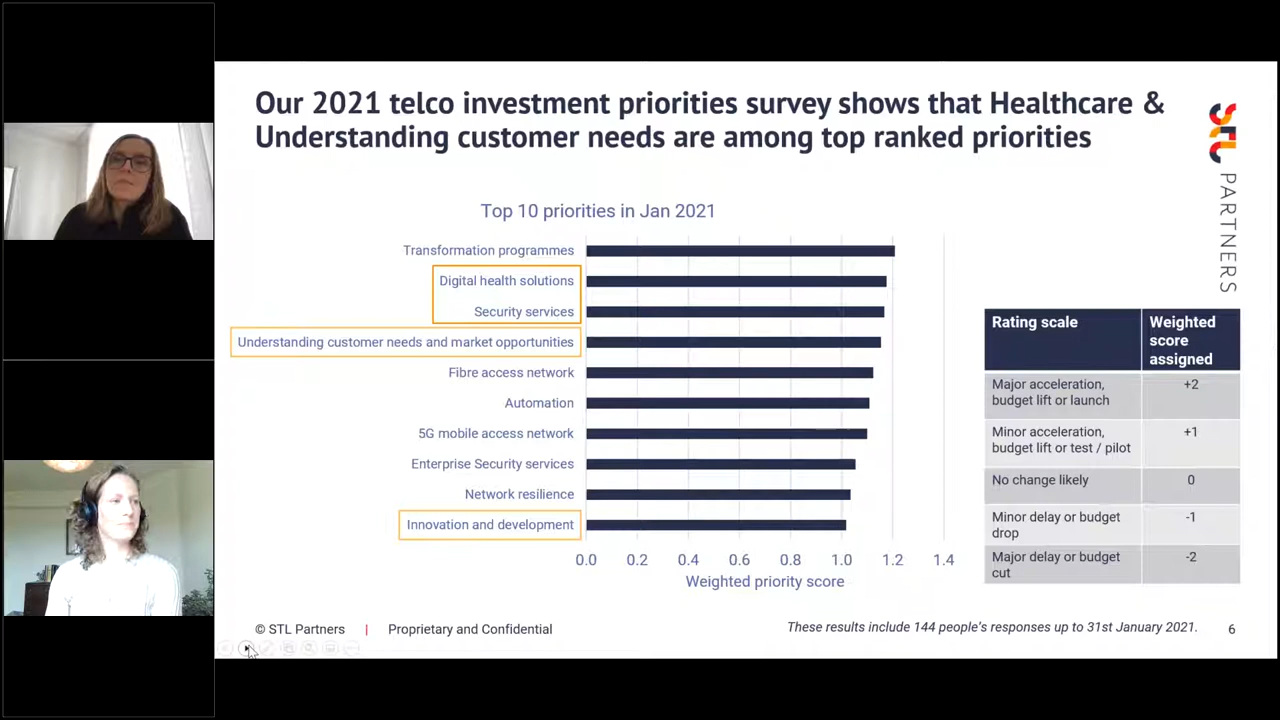 Our 2021 telco investment priorities survey shows that Healthcare &
Understanding customer needs are among top ranked priorities
STL
PARTNERS
Top 10 priorities in Jan 2021
Transformation programmes
Digital health solutions
Security services
Understanding customer needs and market opportunities
Fibre access network
Automation
5G mobile access network
Enterprise Security services
Network resilience
Innovation and development
0.0 0.2 0.4 0.6 0.8 1.0 1.2 1.4
Weighted priority score
Rating scale
Weighted
score
assigned
Major acceleration,
budget lift or launch
+2
Minor acceleration,
budget lift or test / pilot
+1
No change likely
0
Minor delay or budget
drop
-1
Major delay or budget
cut
-2
© STL Partners | Proprietary and Confidential
These results include 144 people's responses up to 31st January 2021.
6